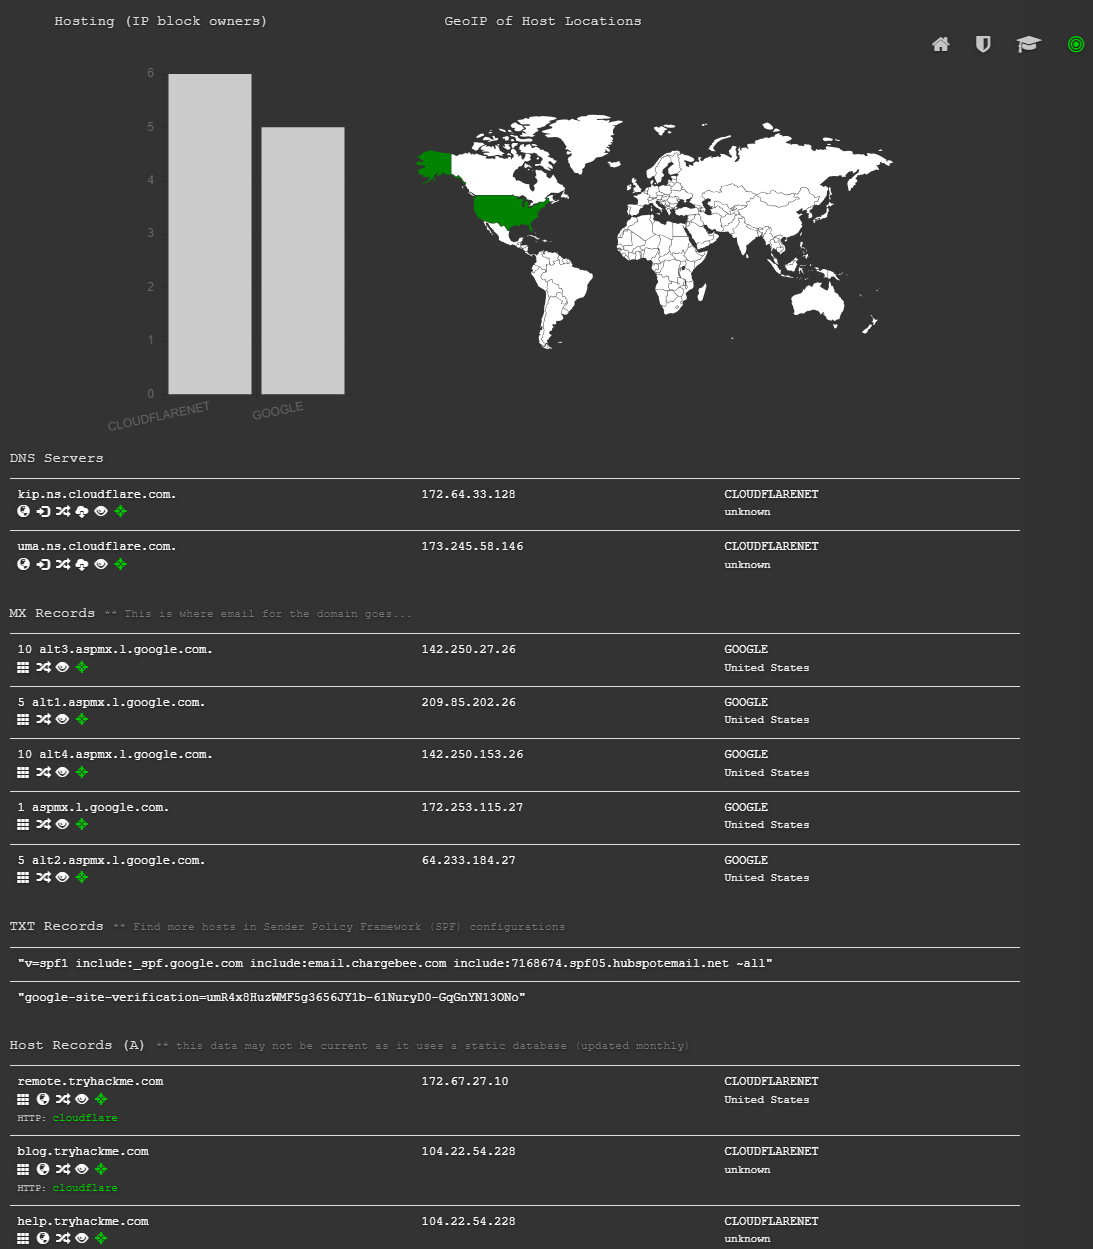 Hosting (IP block owners)
GeoIP of Host Locations
6
5
4
3
2
1
0
CLOUDFLARENET
GOOGLE
DNS Servers
kip.ns.cloudflare.com. 172.64.33.128 CLOUDFLARENET
unknown
uma.ns.cloudflare.com. 173.245.58.146 CLOUDFLARENET
unknown
MX Records ** This is where email for the domain goes...
10 alt3.aspmx.l.google.com. 142.250.27.26 GOOGLE
United States
5 alt1.aspmx.l.google.com. 209.85.202.26 GOOGLE
United States
10 alt4.aspmx.l.google.com. 142.250.153.26 GOOGLE
United States
1 aspmx.l.google.com. 172.253.115.27 GOOGLE
United States
5 alt2.aspmx.l.google.com. 64.233.184.27 GOOGLE
United States
TXT Records ** Find more hosts in Sender Policy Framework (SPF) configurations
"v=spf1 include:_spf.google.com include:email.chargebee.com include:7168674.spf05.hubspotemail.net ~all"
"google-site-verification=umR4x8HuzWMF5g3656JY1b-61NuryD0-GqGnYN13ONo"
Host Records (A) ** this data may not be current as it uses a static database (updated monthly)
remote.tryhackme.com 172.67.27.10 CLOUDFLARENET
United States
HTTP: cloudflare
blog.tryhackme.com 104.22.54.228 CLOUDFLARENET
unknown
HTTP: cloudflare
help.tryhackme.com 104.22.54.228 CLOUDFLARENET
unknown